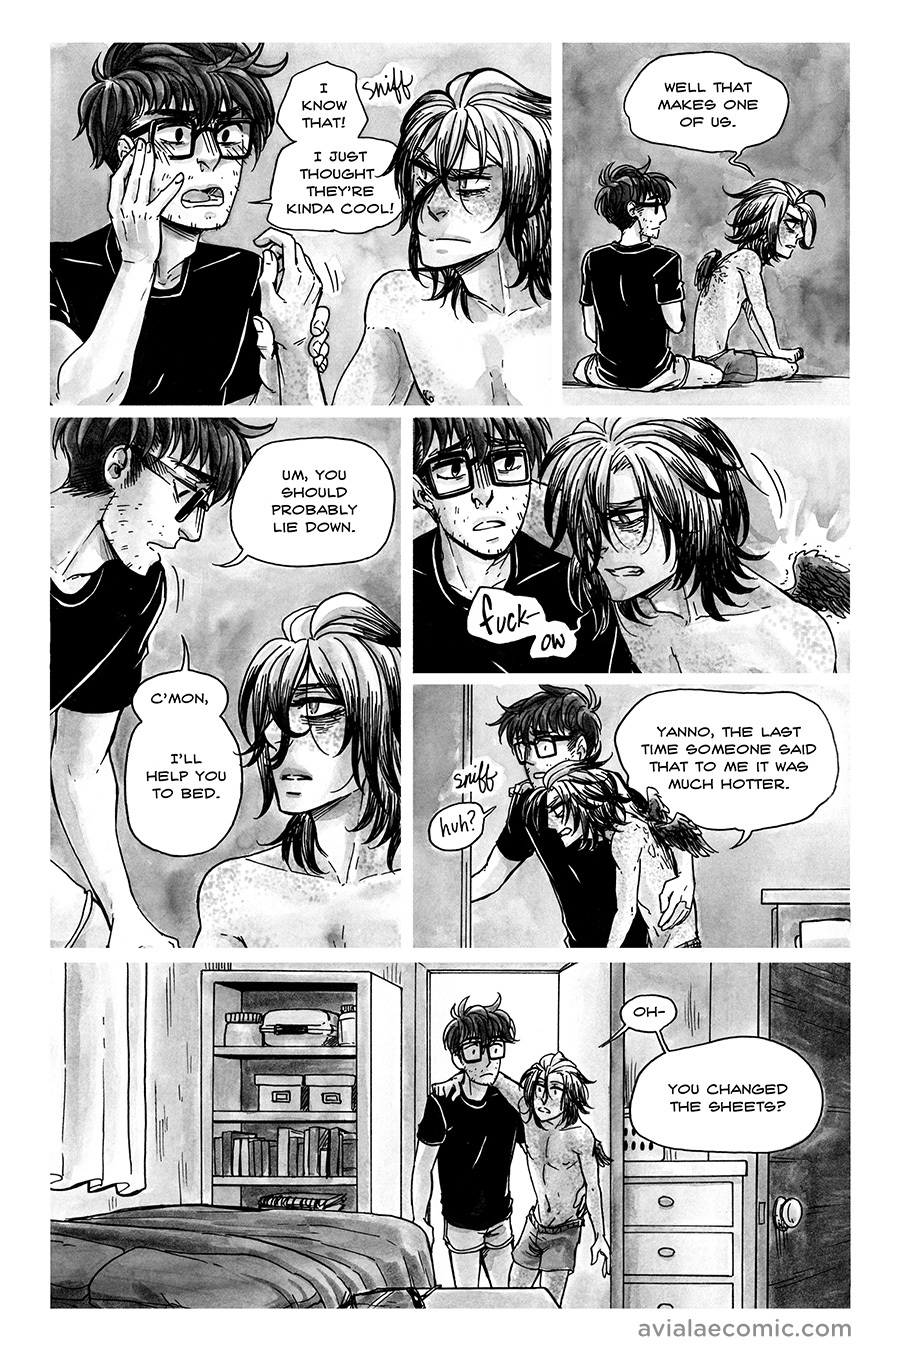 I
KNOW
THAT!
sniff
I JUST
THOUGHT
THEY'RE
KINDA COOL!
WELL THAT
MAKES ONE
OF US.
UM, YOU
SHOULD
PROBABLY
LIE DOWN.
C'MON,
I'LL
HELP YOU
TO BED.
fuck-
ow
sniff
huh?
YANNO, THE LAST
TIME SOMEONE SAID
THAT TO ME IT WAS
MUCH HOTTER.
OH-
YOU CHANGED
THE SHEETS?
avialaecomic.com